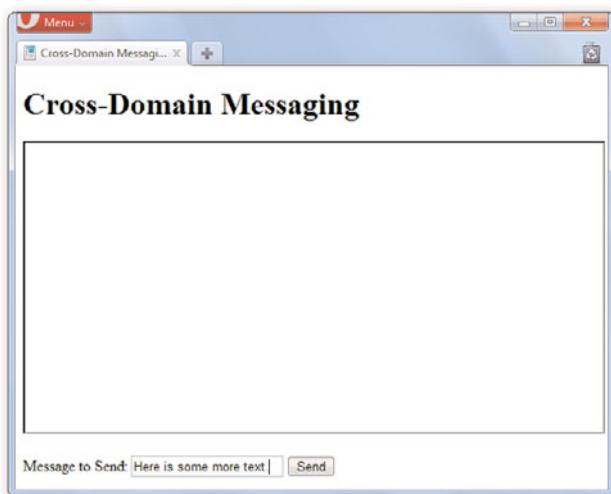 Menu
Cross-Domain Messagi... x
Cross-Domain Messaging
Message to Send: Here is some more text. Send